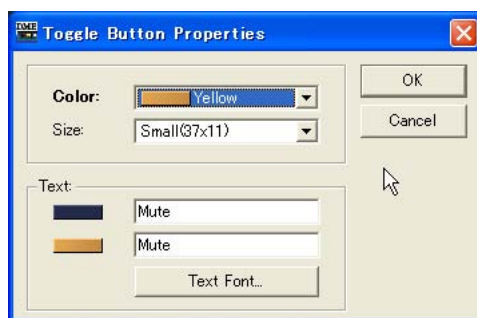 Toggle Button Properties
Color:
Yellow
OK
Size:
Small(37x11)
Cancel
Text:
Mute
Mute
Text Font...